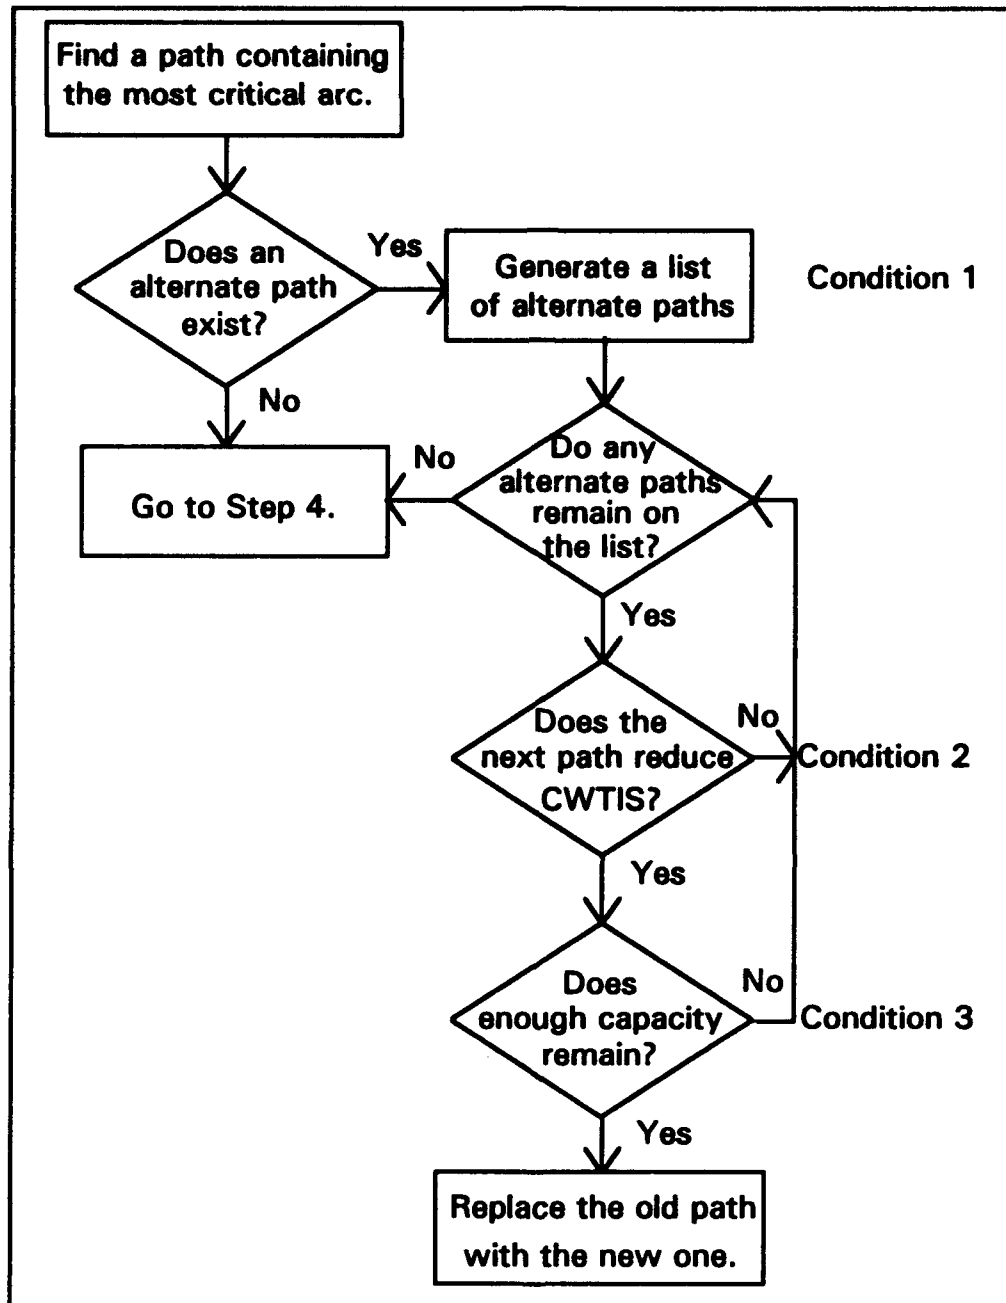 Find a path containing
the most critical arc.
Does an
alternate path
exist?
Yes
Generate a list
of alternate paths
Condition 1
No
Go to Step 4.
No
Do any
alternate paths
remain on
the list?
Yes
Does the
next path reduce
CWTIS?
No
Condition 2
Yes
Does
enough capacity
remain?
No
Condition 3
Yes
Replace the old path
with the new one.